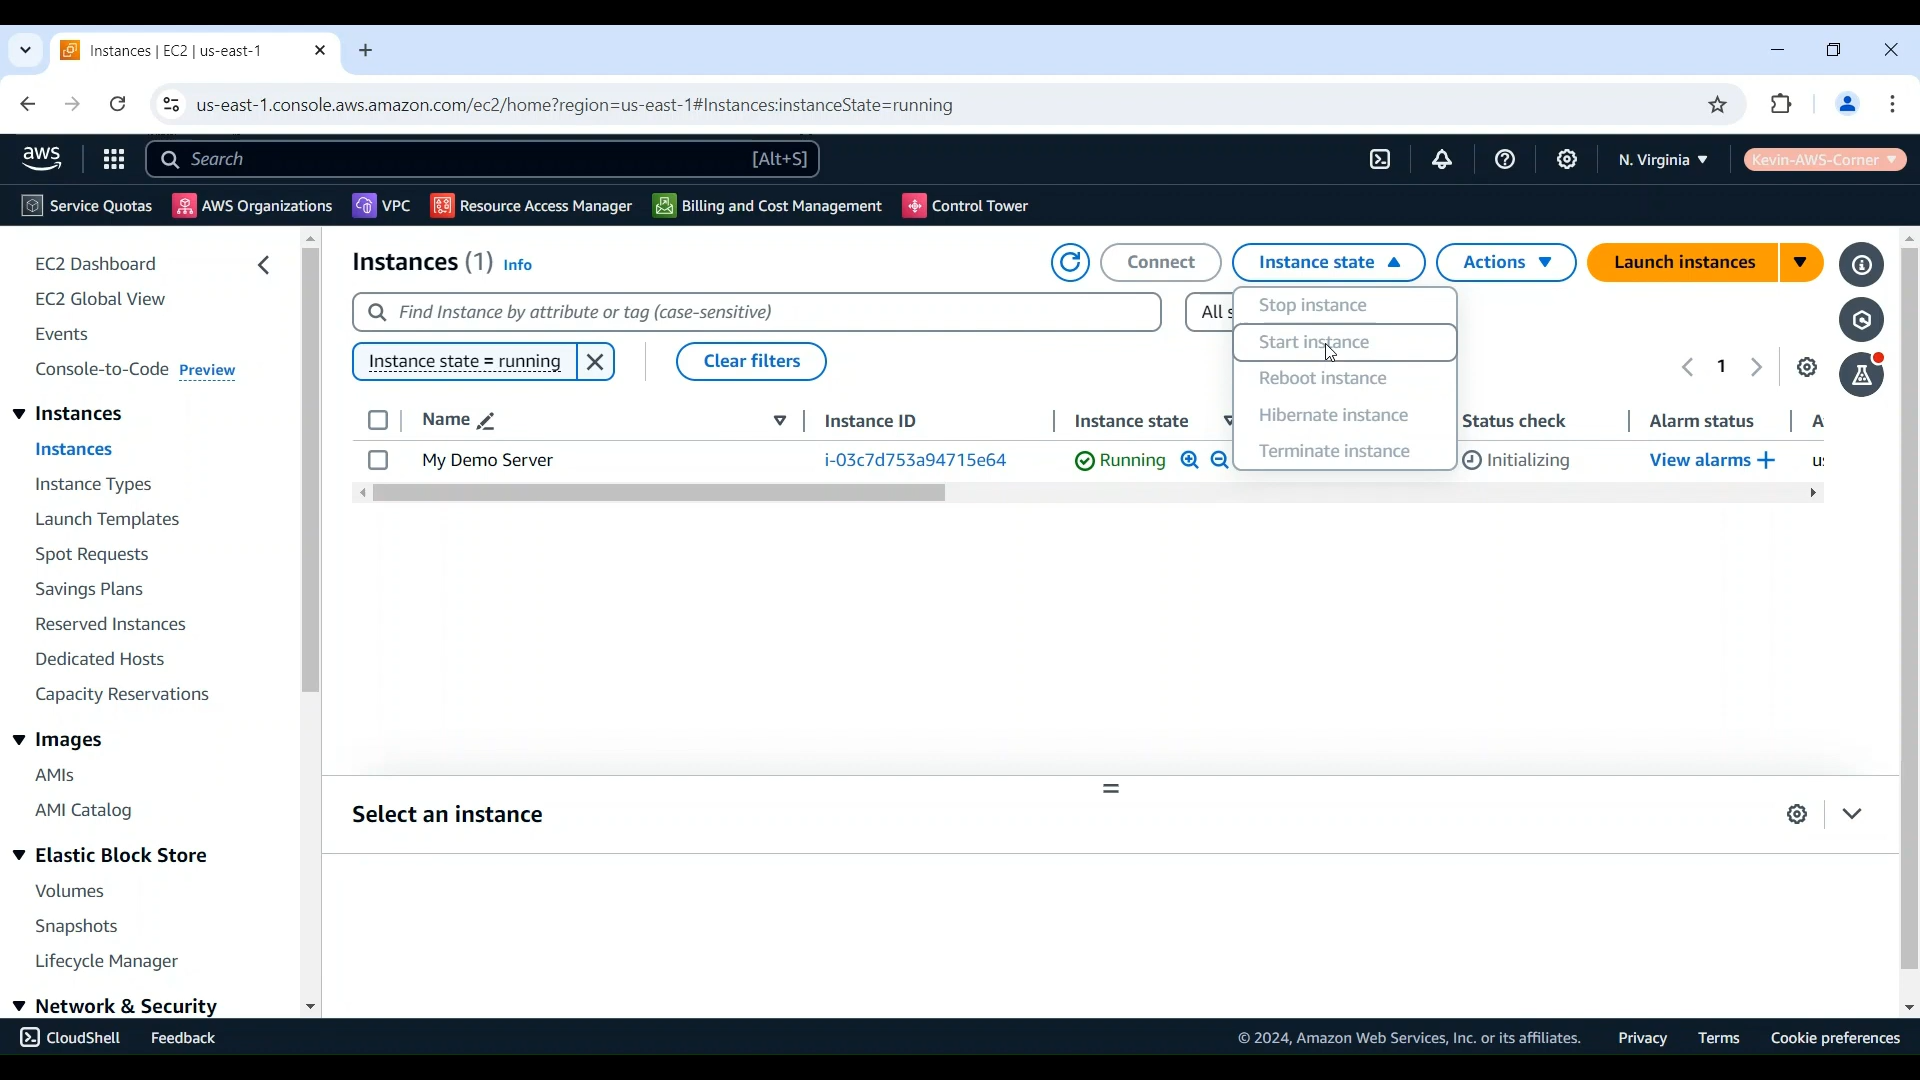 Instances | EC2 | us-east-1
us-east-1.console.aws.amazon.com/ec2/home?region=us-east-1#Instances:instanceState=running
aws
Search [Alt+S]
N. Virginia
Kevin-AWS-Corner
Service Quotas
AWS Organizations
VPC
Resource Access Manager
Billing and Cost Management
Control Tower
EC2 Dashboard
EC2 Global View
Events
Console-to-Code Preview
Instances
Instances
Instance Types
Launch Templates
Spot Requests
Savings Plans
Reserved Instances
Dedicated Hosts
Capacity Reservations
Images
AMIs
AMI Catalog
Elastic Block Store
Volumes
Snapshots
Lifecycle Manager
Network & Security
Instances (1) Info
Connect
Instance state
Actions
Launch instances
Find Instance by attribute or tag (case-sensitive)
All s
Stop instance
Start instance
Reboot instance
Hibernate instance
Terminate instance
Instance state = running
Clear filters
1
Name Instance ID Instance state Status check Alarm status A
My Demo Server i-03c7d753a94715e64 Running Initializing View alarms +
Select an instance
CloudShell Feedback © 2024, Amazon Web Services, Inc. or its affiliates. Privacy Terms Cookie preferences